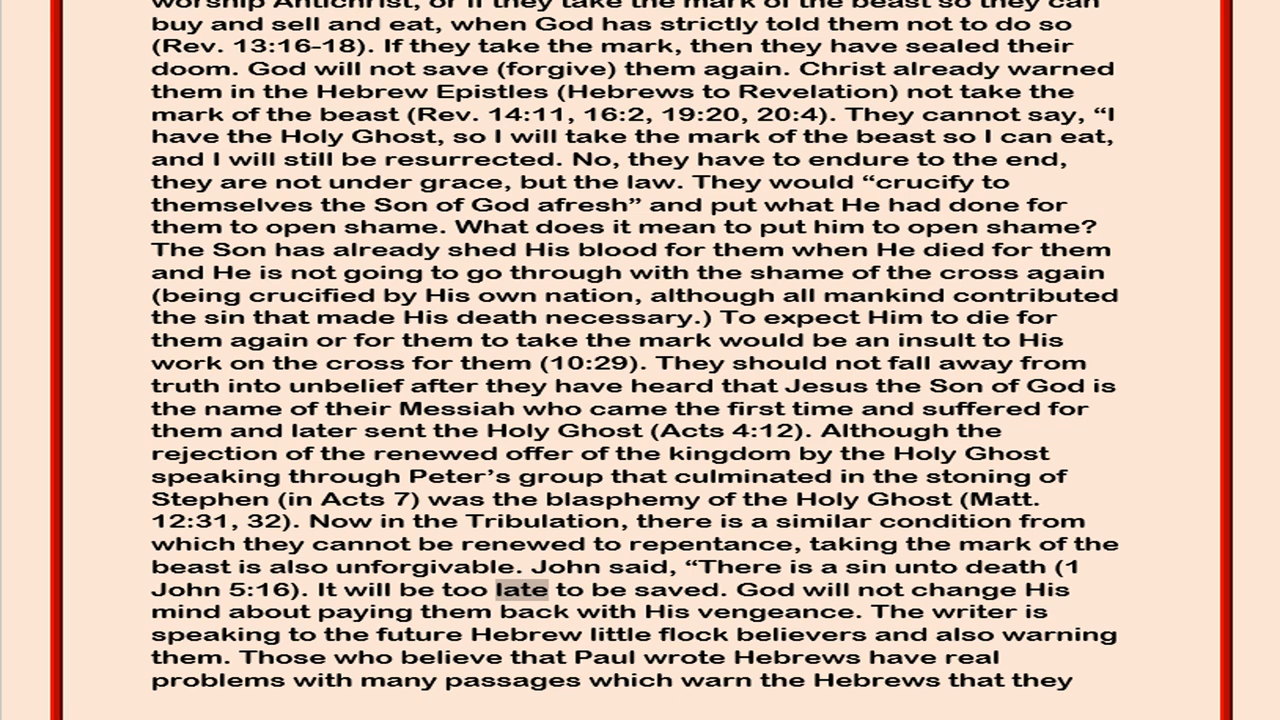 worship Antichrist, or if they take the mark of the beast so they can
buy and sell and eat, when God has strictly told them not to do so
(Rev. 13:16-18). If they take the mark, then they have sealed their
doom. God will not save (forgive) them again. Christ already warned
them in the Hebrew Epistles (Hebrews to Revelation) not take the
mark of the beast (Rev. 14:11, 16:2, 19:20, 20:4). They cannot say, “I
have the Holy Ghost, so I will take the mark of the beast so I can eat,
and I will still be resurrected. No, they have to endure to the end,
they are not under grace, but the law. They would “crucify to
themselves the Son of God afresh” and put what He had done for
them to open shame. What does it mean to put him to open shame?
The Son has already shed His blood for them when He died for them
and He is not going to go through with the shame of the cross again
(being crucified by His own nation, although all mankind contributed
the sin that made His death necessary.) To expect Him to die for
them again or for them to take the mark would be an insult to His
work on the cross for them (10:29). They should not fall away from
truth into unbelief after they have heard that Jesus the Son of God is
the name of their Messiah who came the first time and suffered for
them and later sent the Holy Ghost (Acts 4:12). Although the
rejection of the renewed offer of the kingdom by the Holy Ghost
speaking through Peter’s group that culminated in the stoning of
Stephen (in Acts 7) was the blasphemy of the Holy Ghost (Matt.
12:31, 32). Now in the Tribulation, there is a similar condition from
which they cannot be renewed to repentance, taking the mark of the
beast is also unforgivable. John said, “There is a sin unto death (1
John 5:16). It will be too late to be saved. God will not change His
mind about paying them back with His vengeance. The writer is
speaking to the future Hebrew little flock believers and also warning
them. Those who believe that Paul wrote Hebrews have real
problems with many passages which warn the Hebrews that they